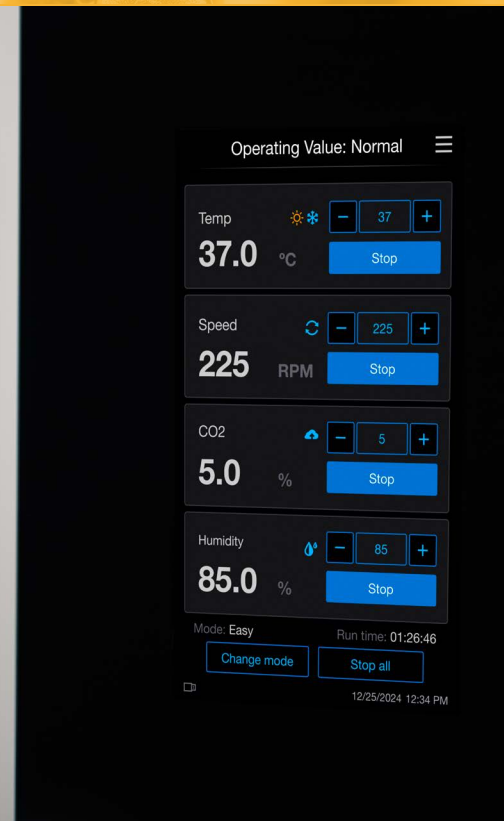 Operating Value: Normal
Temp
− 37 +
37.0 °C
Stop
Speed
− 225 +
225 RPM
Stop
CO2
− 5 +
5.0 %
Stop
Humidity
− 85 +
85.0 %
Stop
Mode: Easy
Run time: 01:26:46
Change mode
Stop all
12/25/2024 12:34 PM